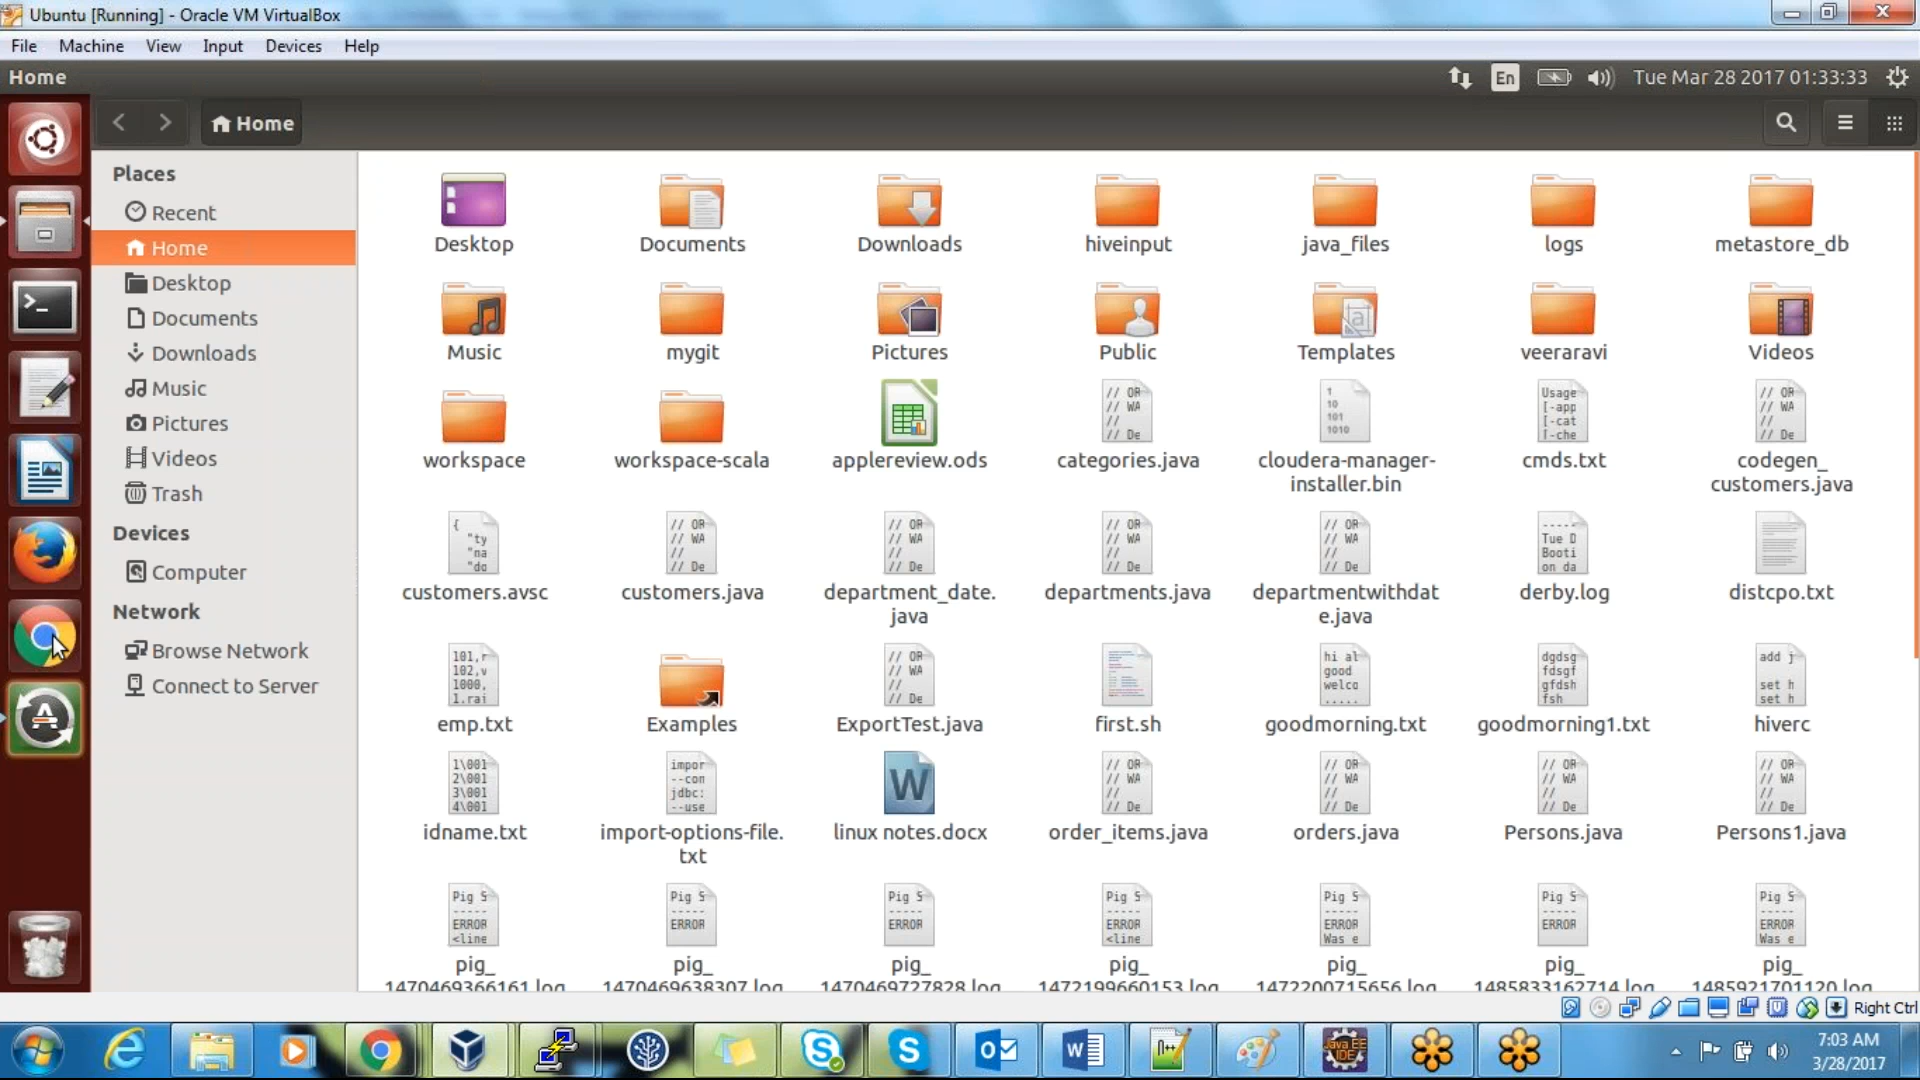 Ubuntu [Running] - Oracle VM VirtualBox
File Machine View Input Devices Help
Home En Tue Mar 28 2017 01:33:33
Home
Places
Recent
Home
Desktop
Documents
Downloads
Music
Pictures
Videos
Trash
Devices
Computer
Network
Browse Network
Connect to Server
Desktop Documents Downloads hiveinput java_files logs metastore_db
Music mygit Pictures Public Templates veeraravi Videos
workspace workspace-scala applereview.ods categories.java cloudera-manager-installer.bin cmds.txt codegen_customers.java
customers.avsc customers.java department_date.java departments.java departmentwithdate.java derby.log distcpo.txt
emp.txt Examples ExportTest.java first.sh goodmorning.txt goodmorning1.txt hiverc
idname.txt import-options-file.txt linux notes.docx order_items.java orders.java Persons.java Persons1.java
pig_1470469366161.log pig_1470469638307.log pig_1470469727828.log pig_1472199660153.log pig_1472200715656.log pig_1485833162714.log pig_1485921701120.log
Right Ctrl
7:03 AM
3/28/2017